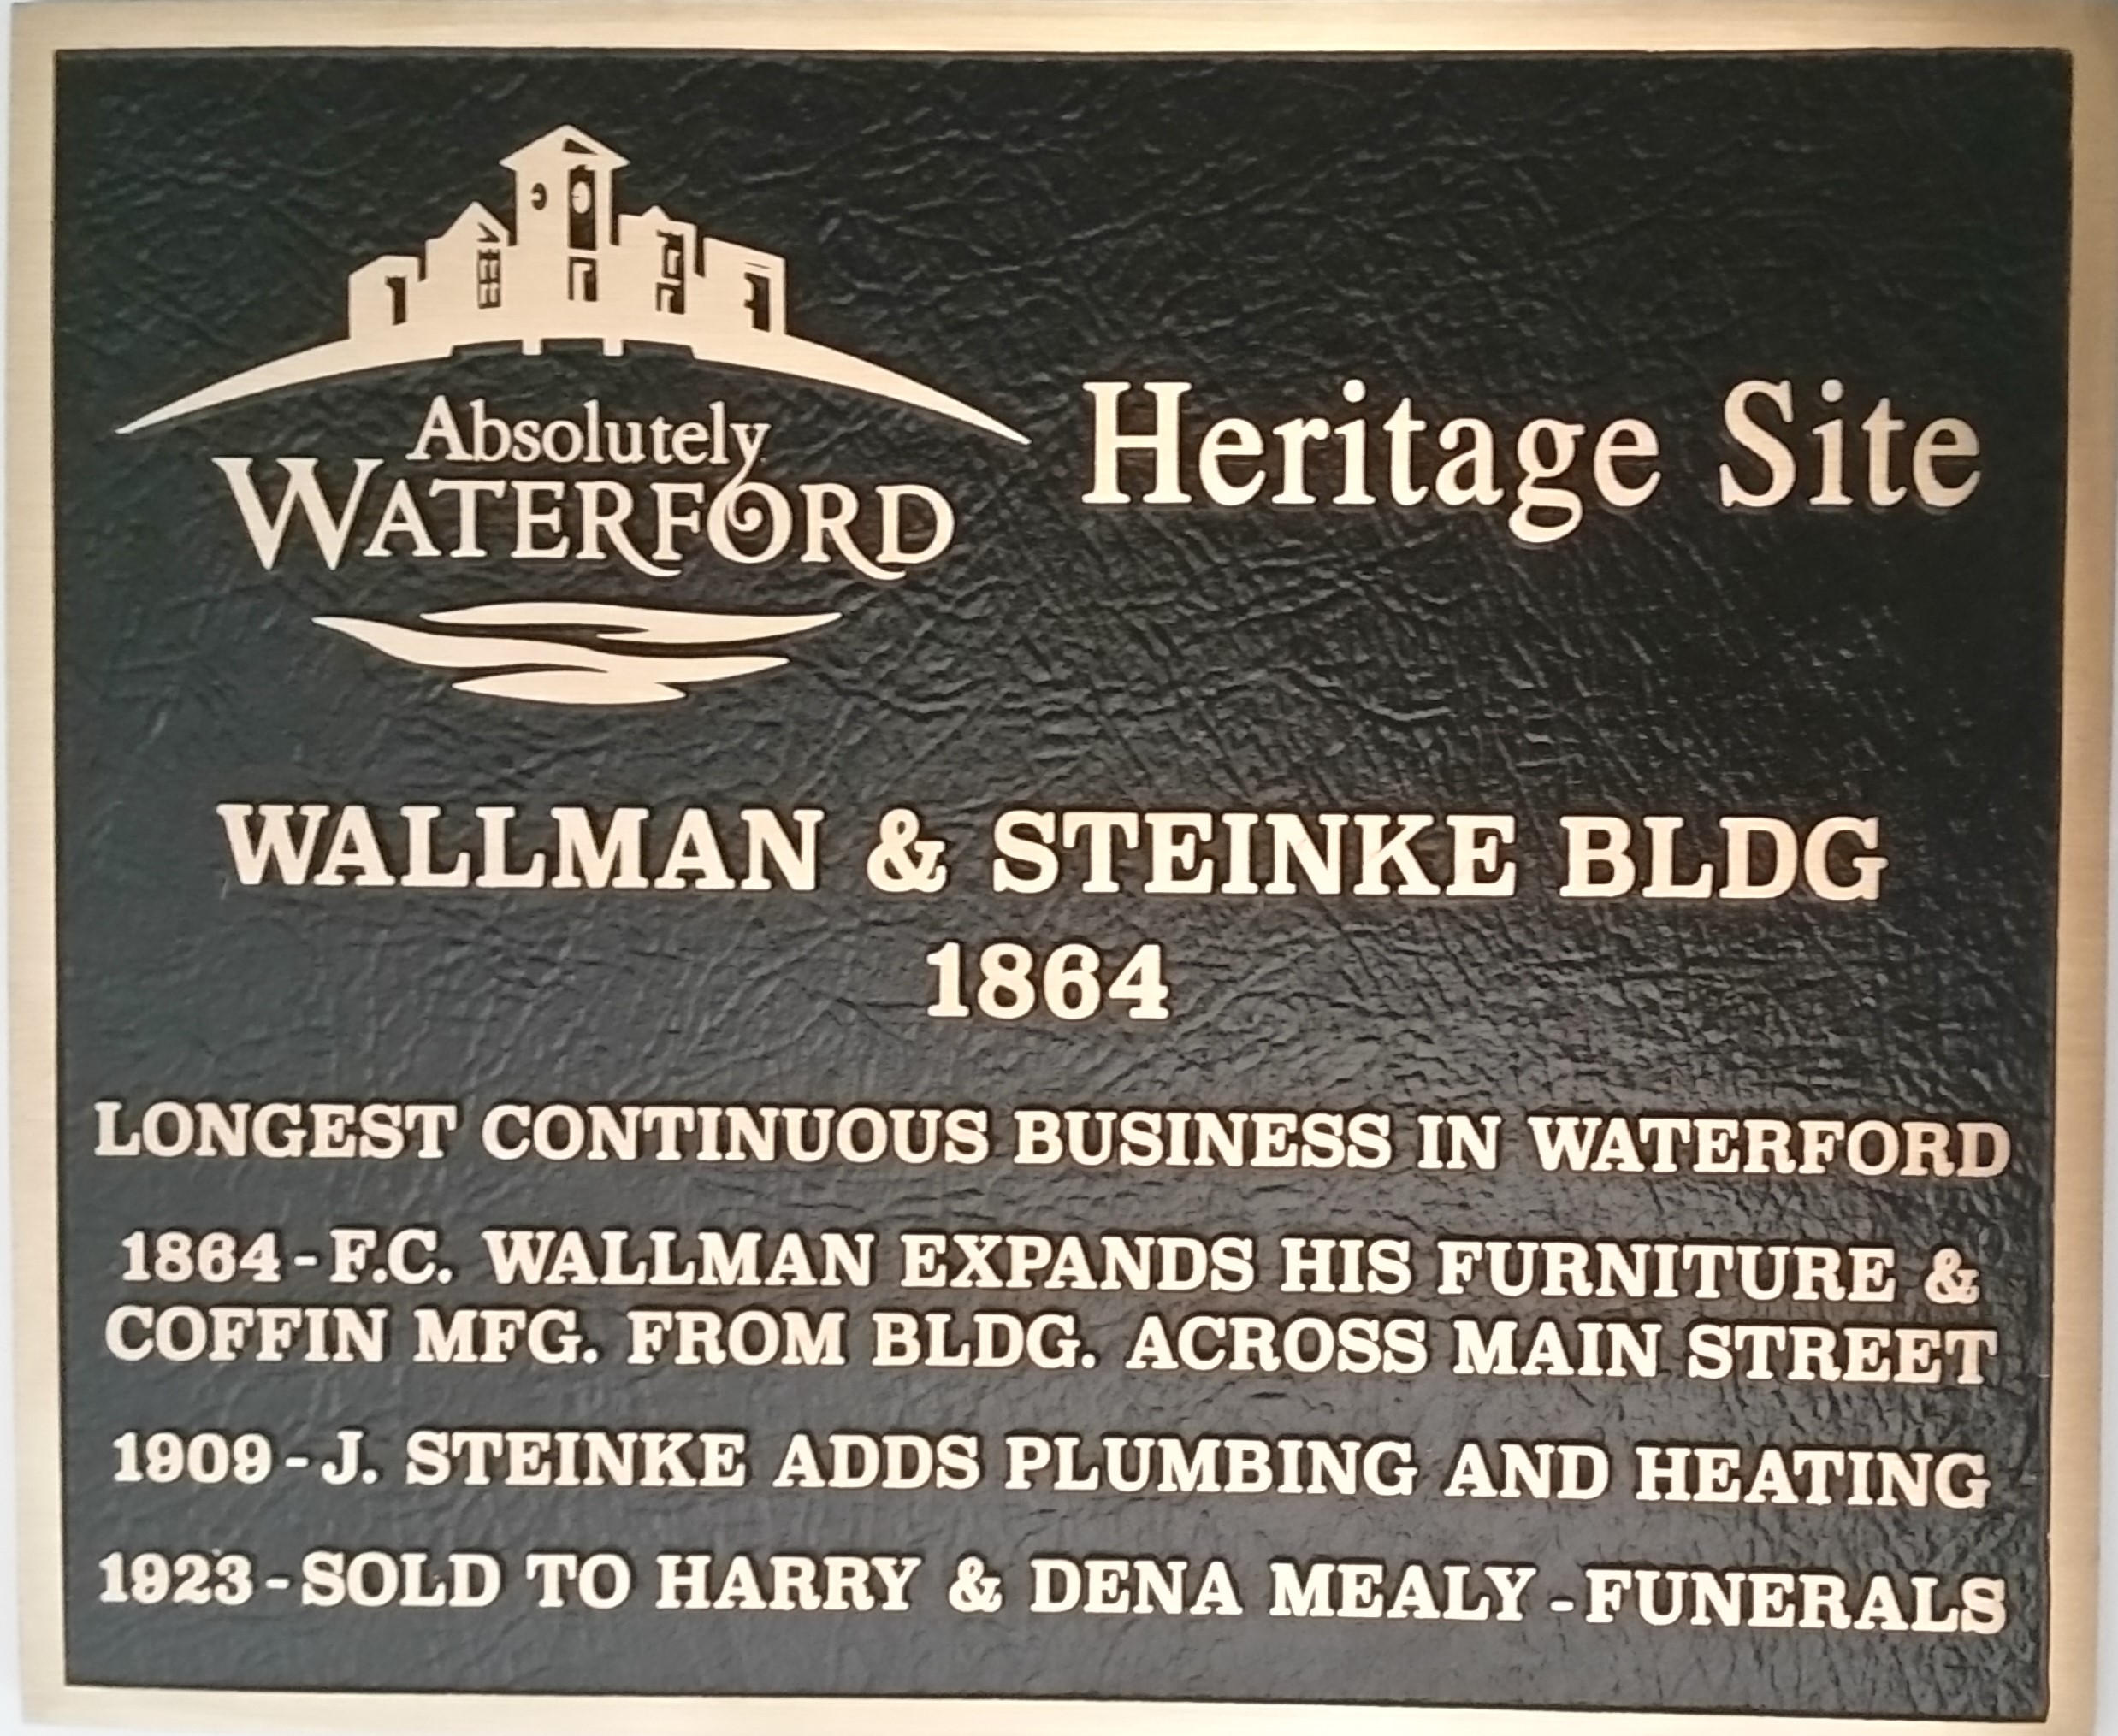 Absolutely
WATERFORD
Heritage Site
WALLMAN & STEINKE BLDG
1864
LONGEST CONTINUOUS BUSINESS IN WATERFORD
1864-F.C. WALLMAN EXPANDS HIS FURNITURE &
COFFIN MFG. FROM BLDG. ACROSS MAIN STREET
1909-J. STEINKE ADDS PLUMBING AND HEATING
1923-SOLD TO HARRY & DENA MEALY-FUNERALS